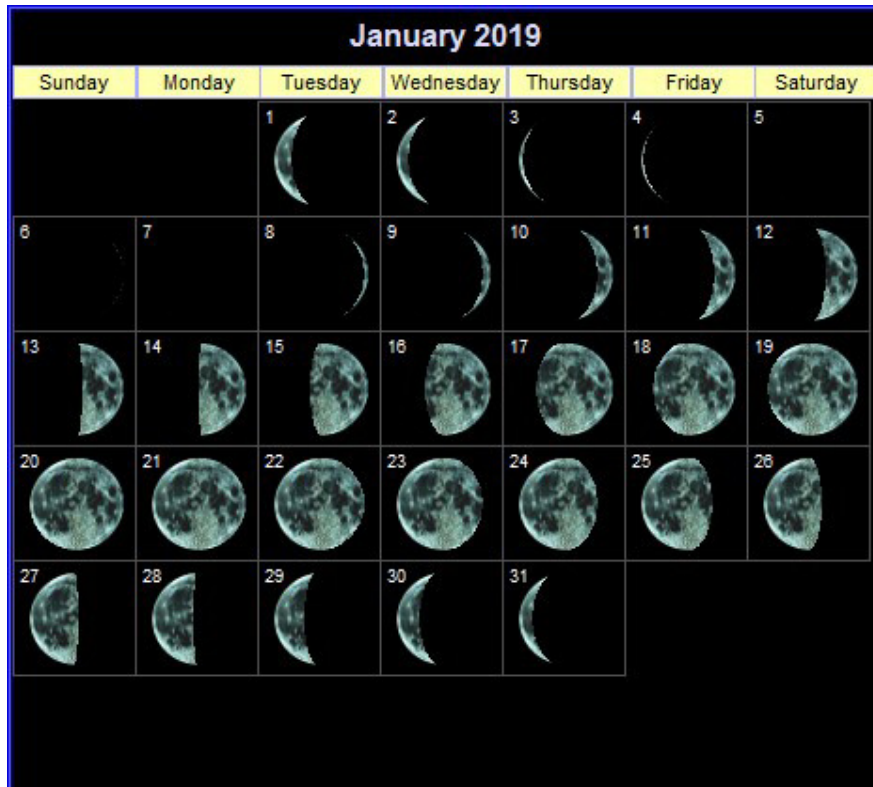 January 2019
Sunday Monday Tuesday Wednesday Thursday Friday Saturday
1 2 3 4 5
6 7 8 9 10 11 12
13 14 15 16 17 18 19
20 21 22 23 24 25 26
27 28 29 30 31